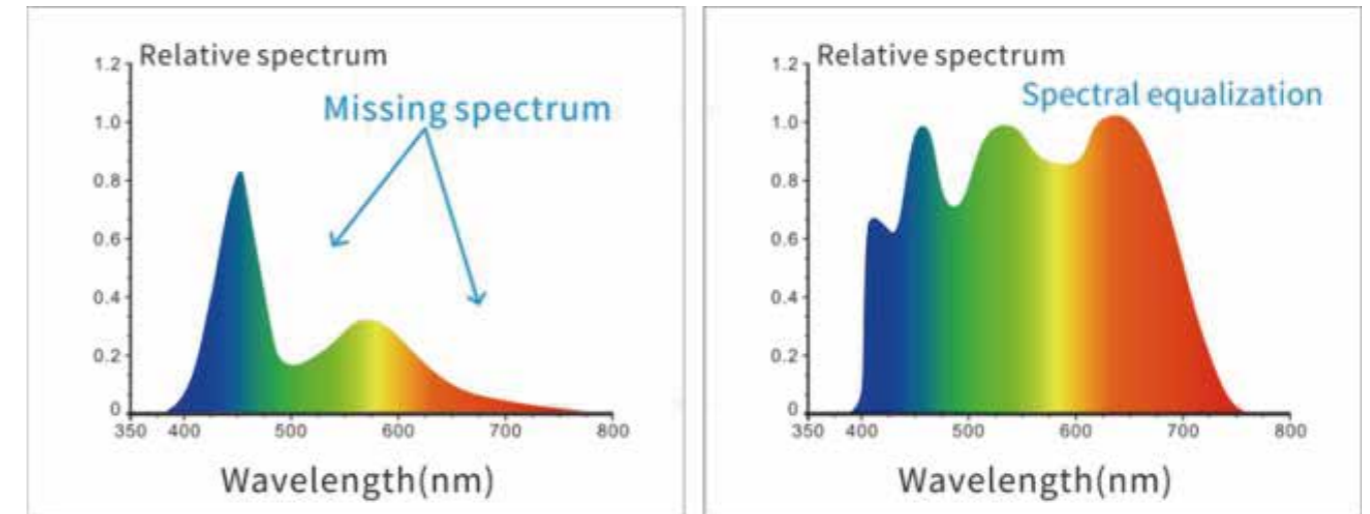 Relative spectrum
Missing spectrum
1.2
1.0
0.8
0.6
0.4
0.2
0
350 400 500 600 700 800
Wavelength(nm)
Relative spectrum
Spectral equalization
1.2
1.0
0.8
0.6
0.4
0.2
0
350 400 500 600 700 800
Wavelength(nm)